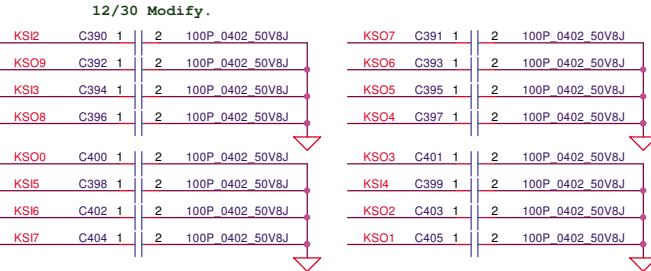 12/30 Modify.
KSI2 C390 1 2 100P_0402_50V8J KSO7 C391 1 2 100P_0402_50V8J
KSO9 C392 1 2 100P_0402_50V8J KSO6 C393 1 2 100P_0402_50V8J
KSI3 C394 1 2 100P_0402_50V8J KSO5 C395 1 2 100P_0402_50V8J
KSO8 C396 1 2 100P_0402_50V8J KSO4 C397 1 2 100P_0402_50V8J
KSO0 C400 1 2 100P_0402_50V8J KSO3 C401 1 2 100P_0402_50V8J
KSI5 C398 1 2 100P_0402_50V8J KSI4 C399 1 2 100P_0402_50V8J
KSI6 C402 1 2 100P_0402_50V8J KSO2 C403 1 2 100P_0402_50V8J
KSI7 C404 1 2 100P_0402_50V8J KSO1 C405 1 2 100P_0402_50V8J